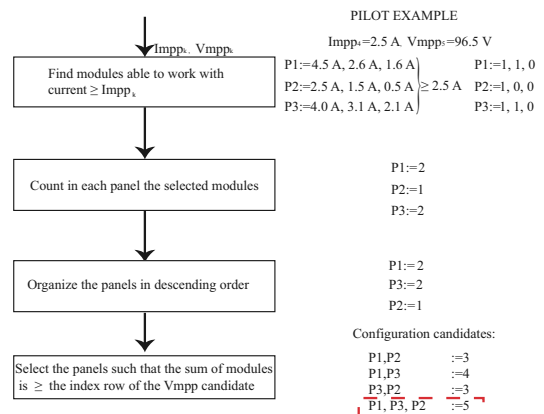 PILOT EXAMPLE
Imppₖ, Vmppₖ
Impp₄=2.5 A, Vmpp₅=96.5 V
Find modules able to work with
current ≥ Imppₖ
P1:=4.5 A, 2.6 A, 1.6 A
P2:=2.5 A, 1.5 A, 0.5 A
P3:=4.0 A, 3.1 A, 2.1 A
≥ 2.5 A
P1:=1, 1, 0
P2:=1, 0, 0
P3:=1, 1, 0
Count in each panel the selected modules
P1:=2
P2:=1
P3:=2
Organize the panels in descending order
P1:=2
P3:=2
P2:=1
Select the panels such that the sum of modules
is ≥ the index row of the Vmpp candidate
Configuration candidates:
P1,P2 :=3
P1,P3 :=4
P3,P2 :=3
P1, P3, P2 :=5